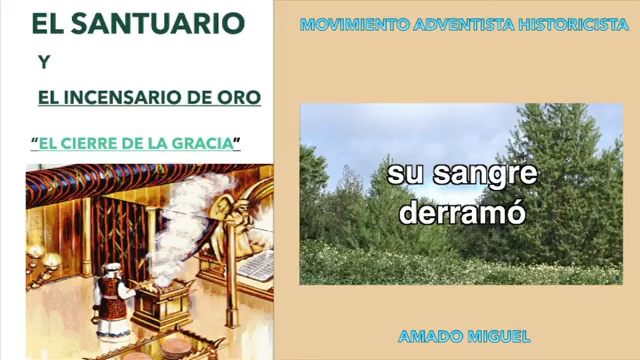 EL SANTUARIO
Y
EL INCENSARIO DE ORO
“EL CIERRE DE LA GRACIA”
MOVIMIENTO ADVENTISTA HISTORICISTA
su sangre
derramó
AMADO MIGUEL